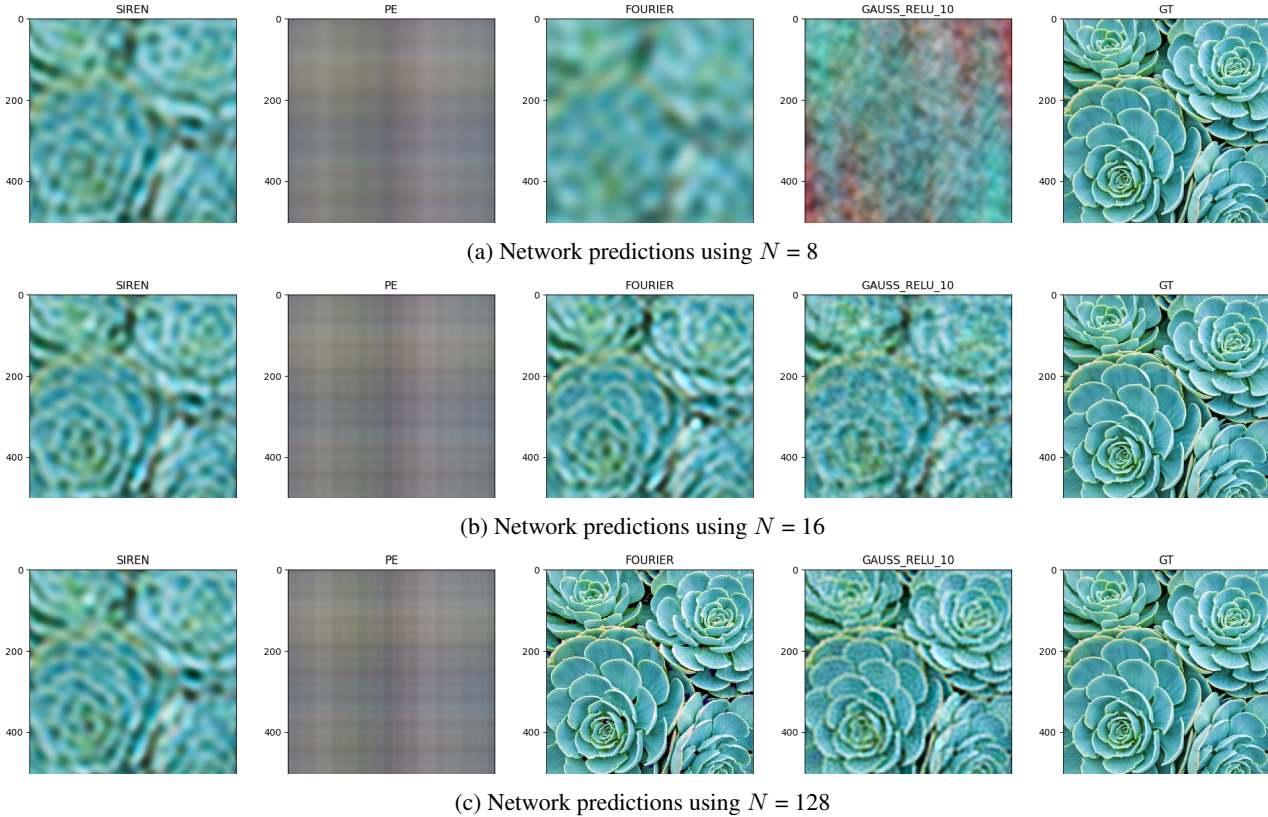 SIREN PE FOURIER GAUSS_RELU_10 GT
0 0 0 0 0
200 200 200 200 200
400 400 400 400 400
(a) Network predictions using N = 8
SIREN PE FOURIER GAUSS_RELU_10 GT
0 0 0 0 0
200 200 200 200 200
400 400 400 400 400
(b) Network predictions using N = 16
SIREN PE FOURIER GAUSS_RELU_10 GT
0 0 0 0 0
200 200 200 200 200
400 400 400 400 400
(c) Network predictions using N = 128